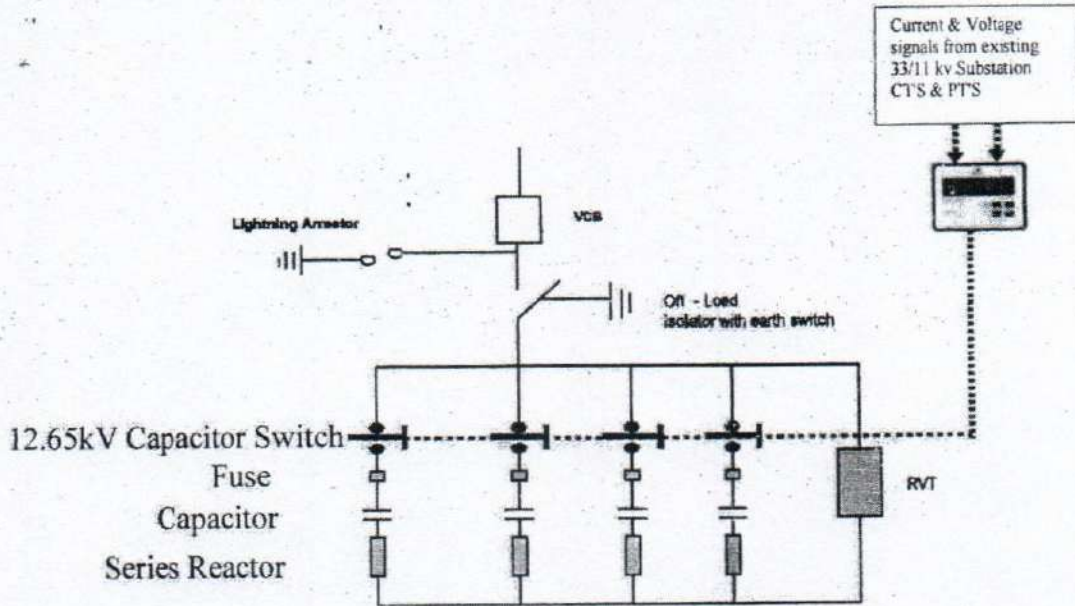 Current & Voltage
signals from existing
33/11 kv Substation
CTS & PTS
VCB
Lightning Arrestor
Off - Load
isolator with earth switch
12.65kV Capacitor Switch
Fuse
RVT
Capacitor
Series Reactor